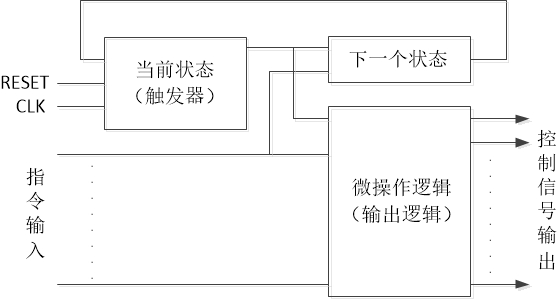 当前状态
（触发器）
下一个状态
RESET
CLK
指令输入
微操作逻辑
（输出逻辑）
控制信号输出